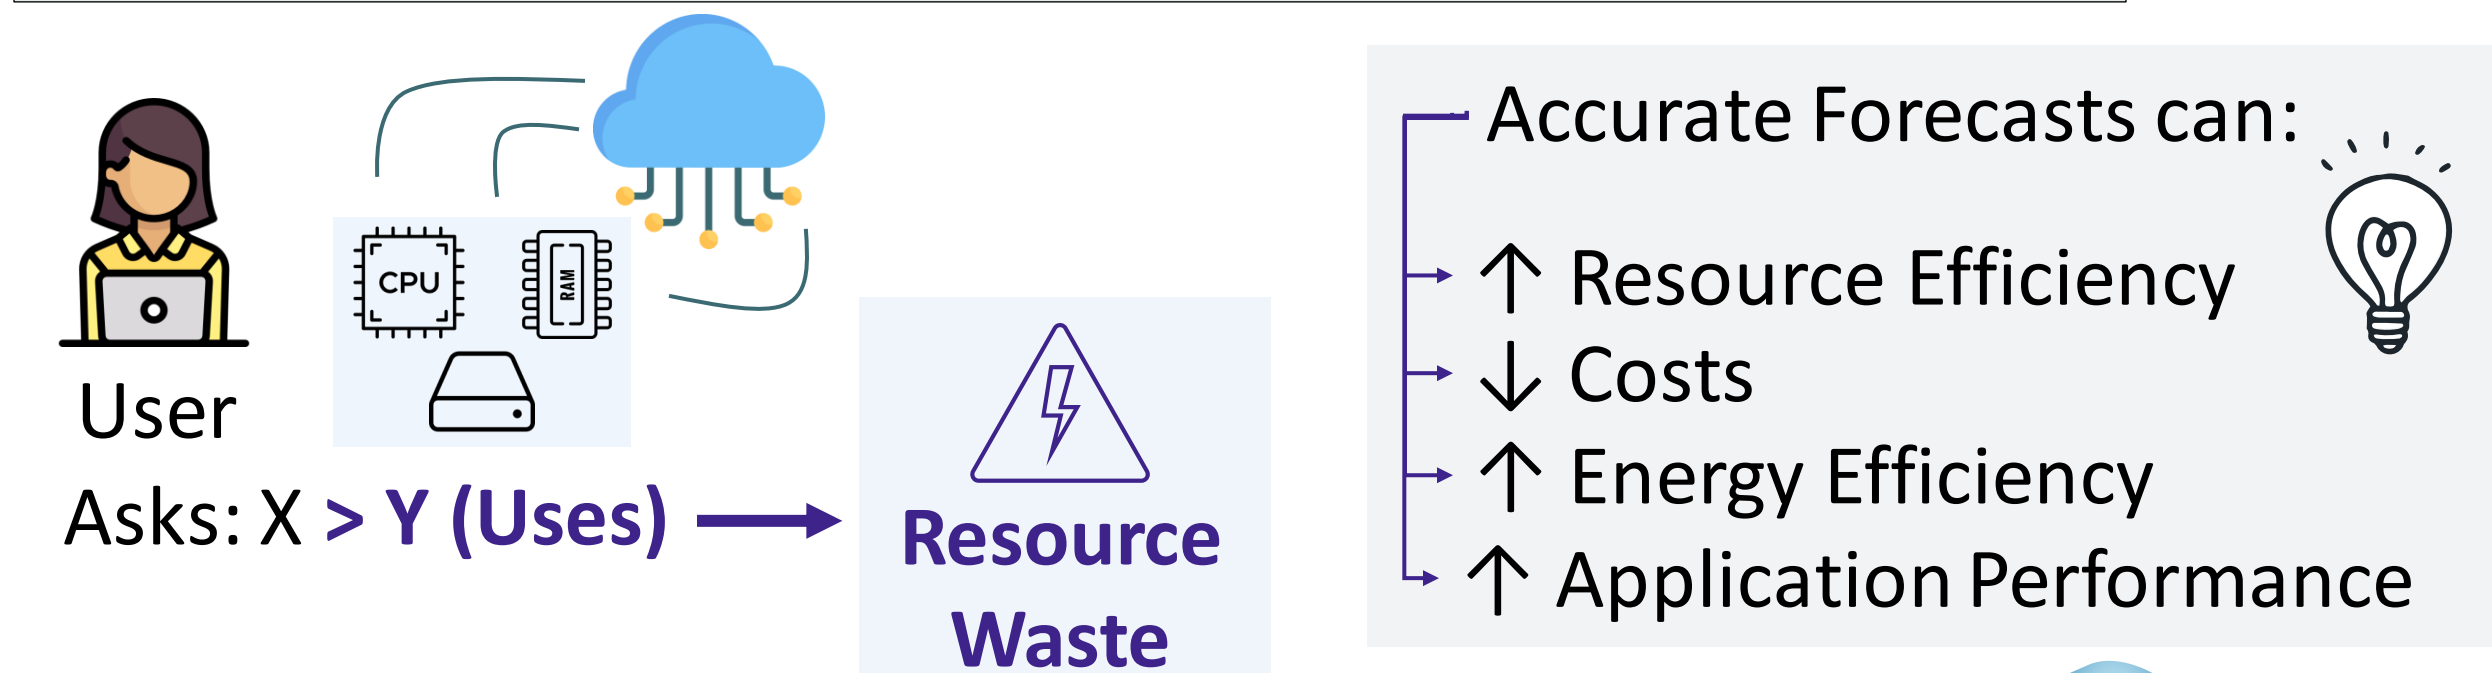 CPU
RAM
User
Asks: X > Y (Uses)
Resource
Waste
Accurate Forecasts can:
↑ Resource Efficiency
↓ Costs
↑ Energy Efficiency
↑ Application Performance